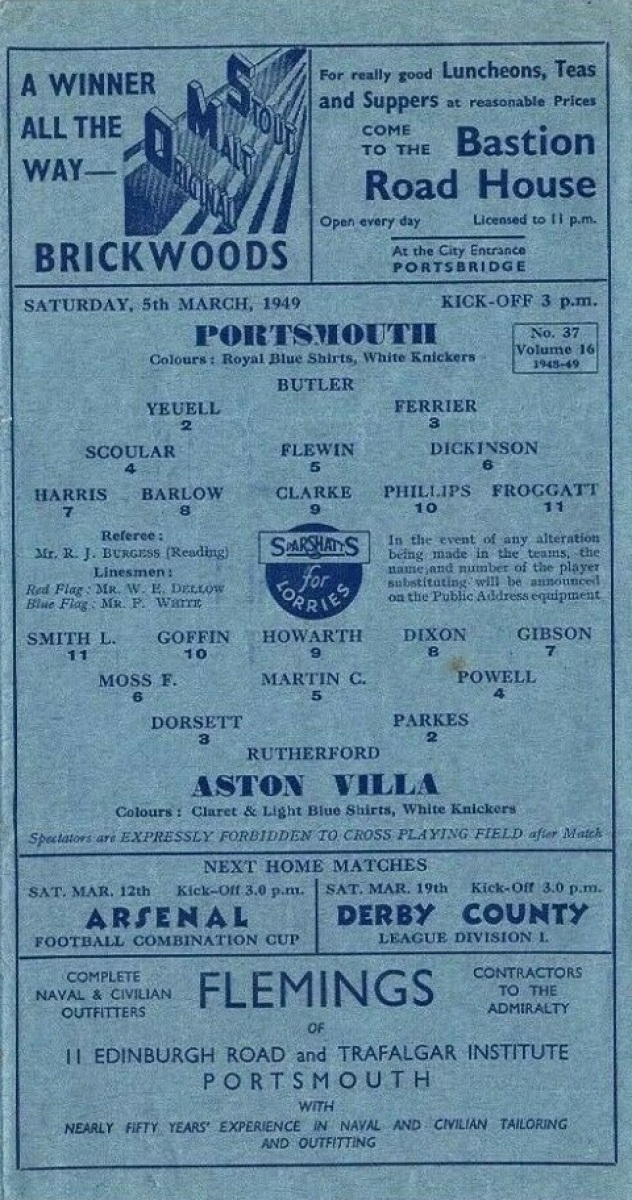 A WINNER
ALL THE
WAY—
ORIGINAL
MALT
STOUT
BRICKWOODS
For really good Luncheons, Teas
and Suppers at reasonable Prices
COME
TO THE
Bastion
Road House
Open every day Licensed to 11 p.m.
At the City Entrance
PORTSBRIDGE
SATURDAY, 5th MARCH, 1949 KICK-OFF 3 p.m.
PORTSMOUTH
Colours : Royal Blue Shirts, White Knickers
No. 37
Volume 16
1948-49
BUTLER
YEUELL FERRIER
2 3
SCOULAR FLEWIN DICKINSON
4 5 6
HARRIS BARLOW CLARKE PHILLIPS FROGGATT
7 8 9 10 11
Referee :
Mr. R. J. BURGESS (Reading)
Linesmen :
Red Flag : MR. W. E. DELLOW
Blue Flag : MR. F. WHITE
SPARSHATTS
for
LORRIES
In the event of any alteration
being made in the teams, the
name and number of the player
substituting will be announced
on the Public Address equipment
SMITH L. GOFFIN HOWARTH DIXON GIBSON
11 10 9 8 7
MOSS F. MARTIN C. POWELL
6 5 4
DORSETT PARKES
3 2
RUTHERFORD
ASTON VILLA
Colours : Claret & Light Blue Shirts, White Knickers
Spectators are EXPRESSLY FORBIDDEN TO CROSS PLAYING FIELD after Match
NEXT HOME MATCHES
SAT. MAR. 12th Kick-Off 3.0 p.m.
ARSENAL
FOOTBALL COMBINATION CUP
SAT. MAR. 19th Kick-Off 3.0 p.m.
DERBY COUNTY
LEAGUE DIVISION I.
COMPLETE
NAVAL & CIVILIAN
OUTFITTERS
FLEMINGS
CONTRACTORS
TO THE
ADMIRALTY
OF
11 EDINBURGH ROAD and TRAFALGAR INSTITUTE
PORTSMOUTH
WITH
NEARLY FIFTY YEARS' EXPERIENCE IN NAVAL AND CIVILIAN TAILORING
AND OUTFITTING